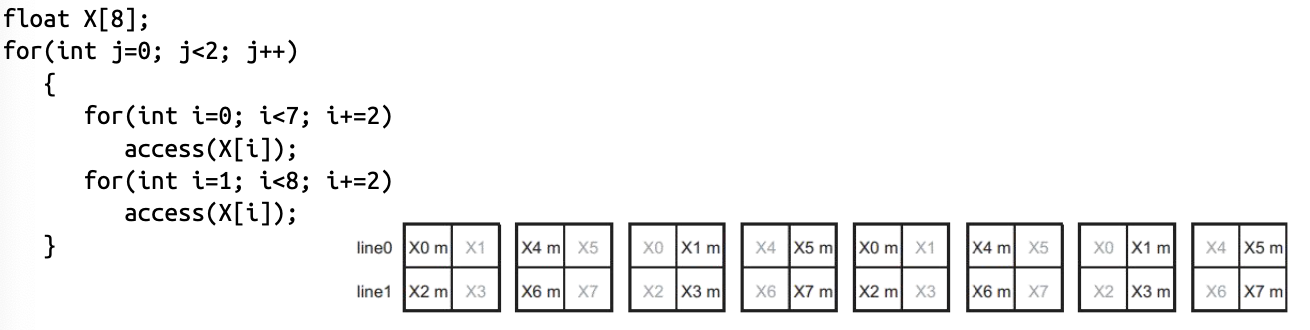 float X[8];
for(int j=0; j<2; j++)
{
for(int i=0; i<7; i+=2)
access(X[i]);
for(int i=1; i<8; i+=2)
access(X[i]);
}
line0 X0 m X1 X4 m X5 X0 X1 m X4 X5 m X0 m X1 X4 m X5 X0 X1 m X4 X5 m
line1 X2 m X3 X6 m X7 X2 X3 m X6 X7 m X2 m X3 X6 m X7 X2 X3 m X6 X7 m